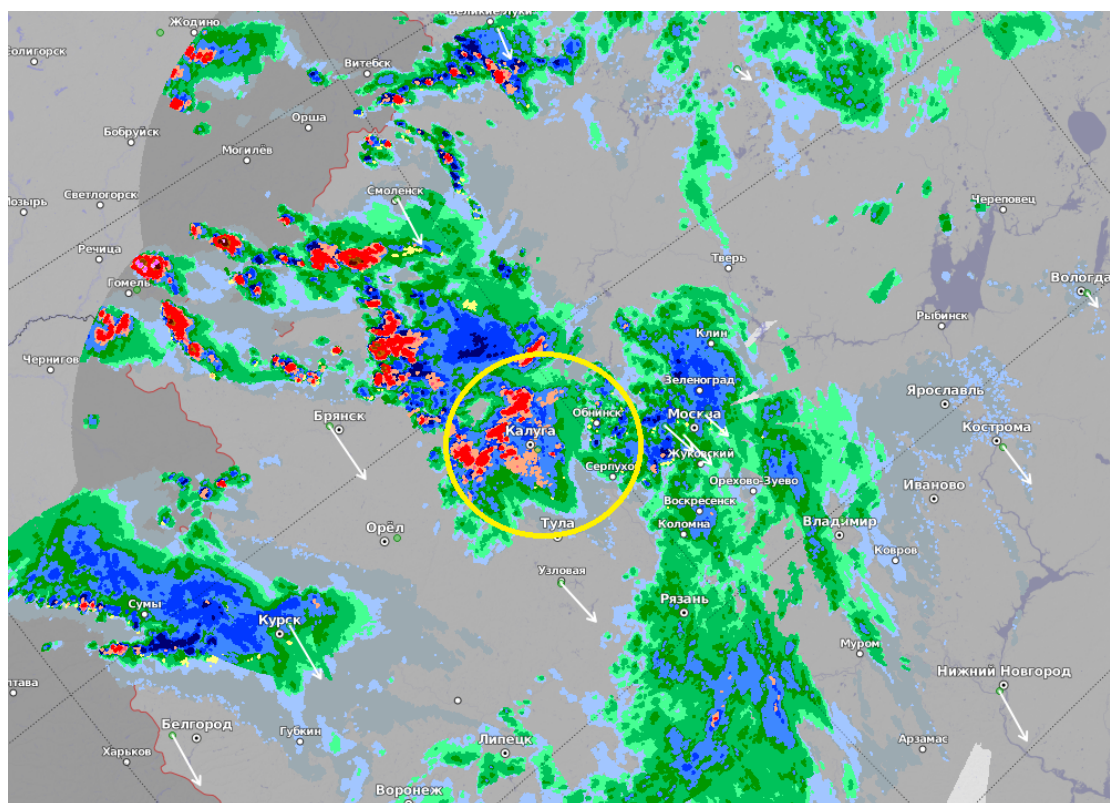 Великие Луки
Жодино
Солигорск
Витебск
Орша
Бобруйск
Могилёв
Смоленск
Светлогорск
Мозырь
Череповец
Речица
Тверь
Гомель
Вологда
Рыбинск
Клин
Чернигов
Зеленоград
Ярославль
Обнинск
Москва
Брянск
Кострома
Калуга
Жуковский
Серпухо
Орехово-Зуево
Иваново
Воскресенск
Тула
Коломна
Владимир
Орёл
Ковров
Узловая
Сумы
Рязань
Курск
Муром
Нижний Новгород
лтава
Белгород
Губкин
Липецк
Арзамас
Харьков
Воронеж